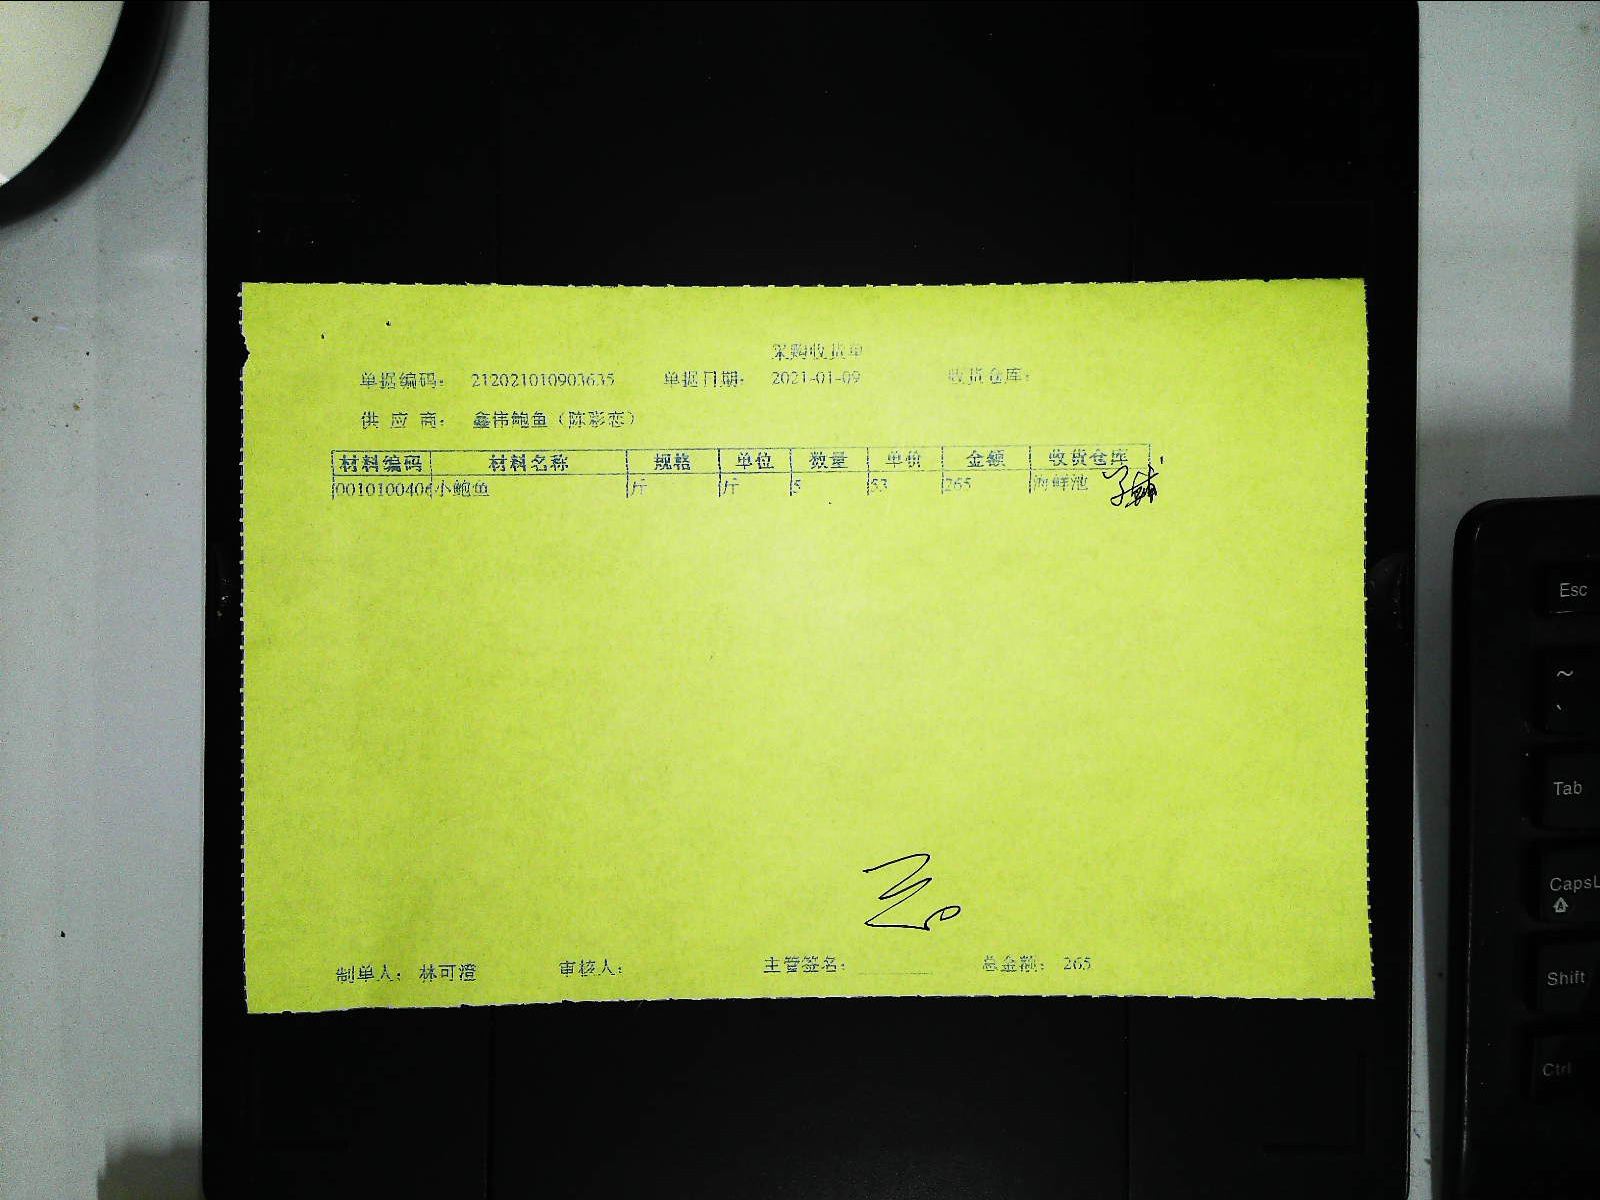 采购收货单
单据编码： 212021010903635 单据日期： 2021-01-09 收货仓库：
供 应 商： 鑫伟鲍鱼（陈彩恋）
材料编码 材料名称 规格 单位 数量 单价 金额 收货仓库
0010100406 小鲍鱼 斤 斤 5 53 265 海鲜池
制单人： 林可澄 审核人： 主管签名： 总金额： 265
Esc
~
`
Tab
CapsL
Shift
Ctrl